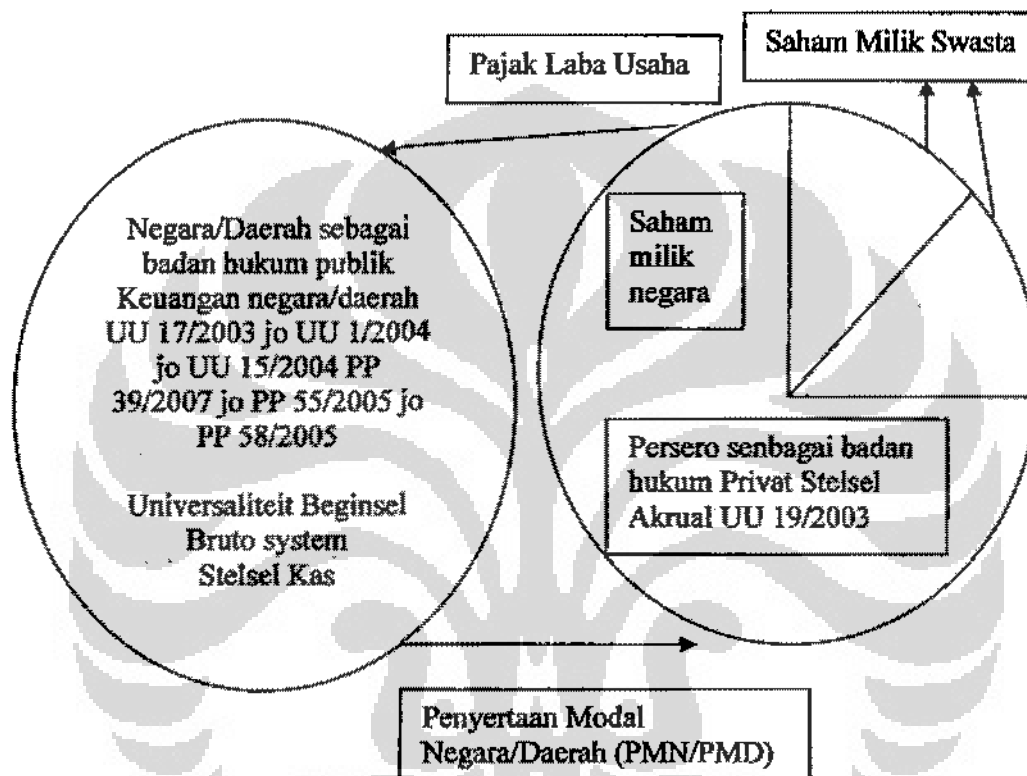 Pajak Laba Usaha
Saham Milik Swasta
Negara/Daerah sebagai
badan hukum publik
Keuangan negara/daerah
UU 17/2003 jo UU 1/2004
jo UU 15/2004 PP
39/2007 jo PP 55/2005 jo
PP 58/2005
Universaliteit Beginsel
Bruto system
Stelsel Kas
Saham
milik
negara
Persero senbagai badan
hukum Privat Stelsel
Akrual UU 19/2003
Penyertaan Modal
Negara/Daerah (PMN/PMD)